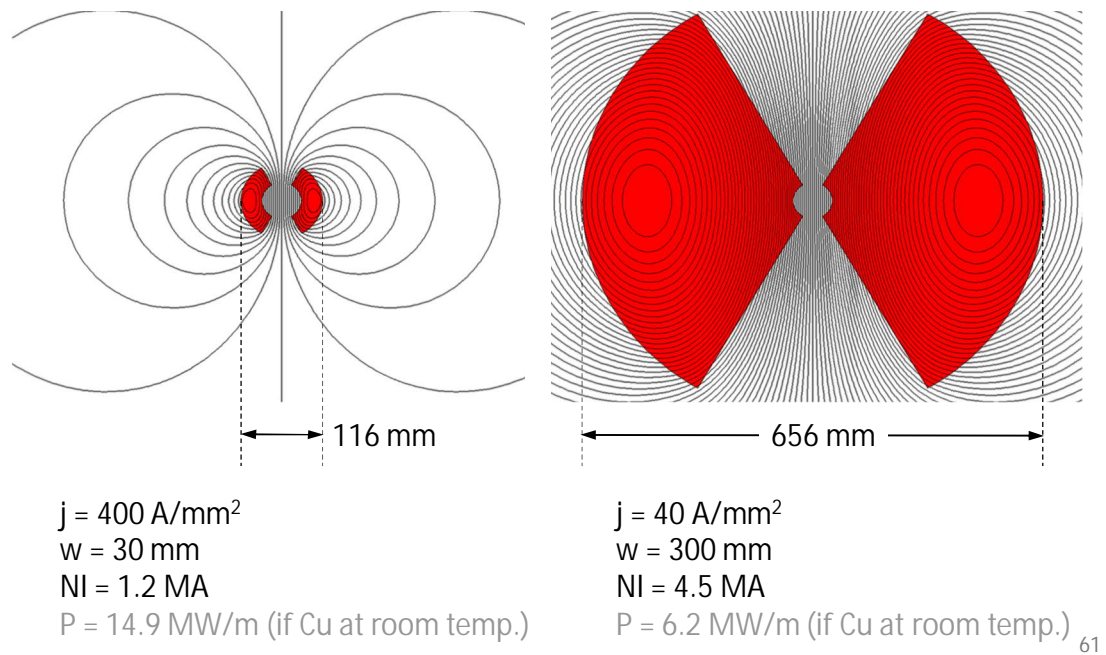 116 mm
656 mm
j = 400 A/mm²
w = 30 mm
NI = 1.2 MA
P = 14.9 MW/m (if Cu at room temp.)
j = 40 A/mm²
w = 300 mm
NI = 4.5 MA
P = 6.2 MW/m (if Cu at room temp.)
61